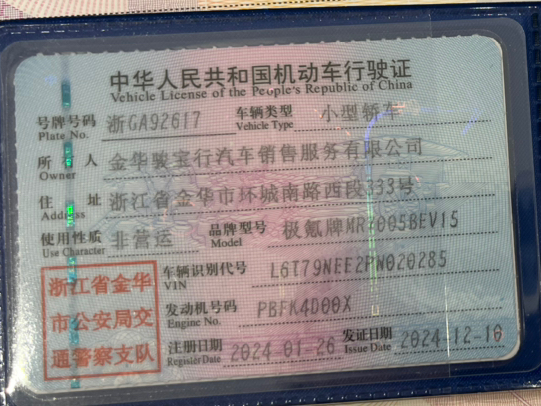 中华人民共和国机动车行驶证
Vehicle License of the People's Republic of China
号牌号码 浙GA92617 车辆类型 小型轿车
Plate No. Vehicle Type
所有人 金华骏宝行汽车销售服务有限公司
Owner
住址 浙江省金华市环城南路西段333号
Address
使用性质 非营运 品牌型号 极氪牌MR7005BEV15
Use Character Model
浙江省金华
市公安局交
通警察支队
车辆识别代号 L6T79NEE2PN020285
VIN
发动机号码 PBFK4D00X
Engine No.
注册日期 2024-01-26 发证日期 2024-12-10
Register Date Issue Date